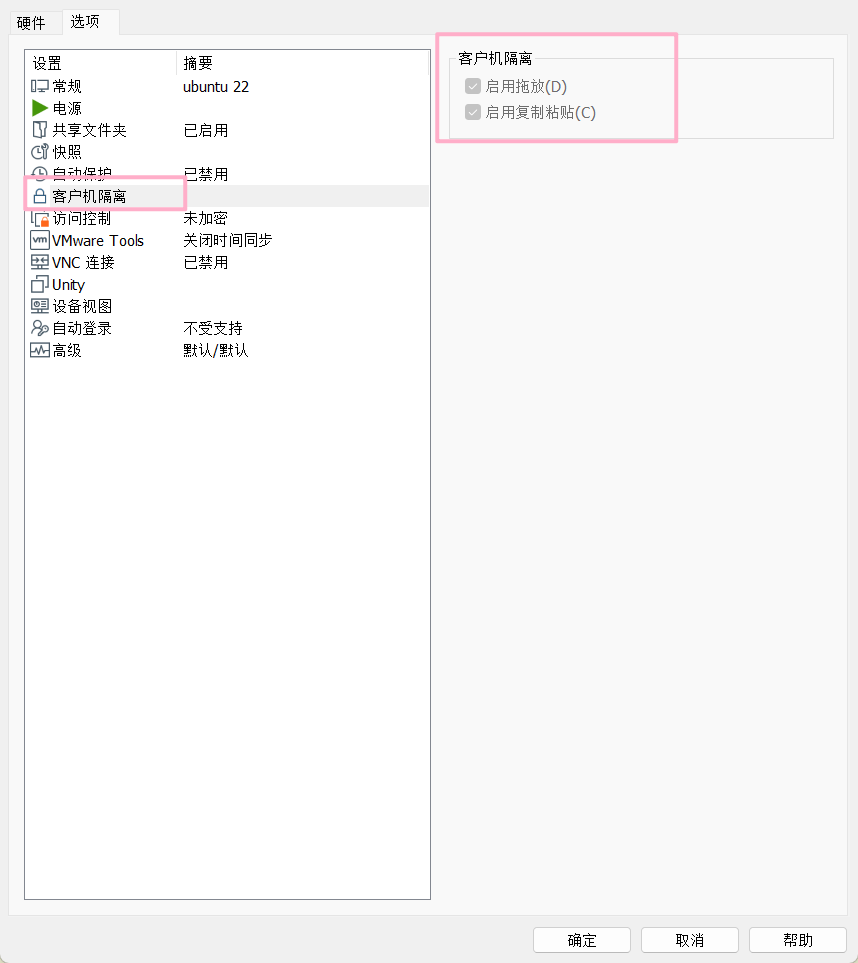 硬件 选项
设置 摘要
常规 ubuntu 22
电源
共享文件夹 已启用
快照
自动保护 已禁用
客户机隔离
访问控制 未加密
vm VMware Tools 关闭时间同步
VNC 连接 已禁用
Unity
设备视图
自动登录 不受支持
高级 默认/默认
客户机隔离
启用拖放(D)
启用复制粘贴(C)
确定 取消 帮助